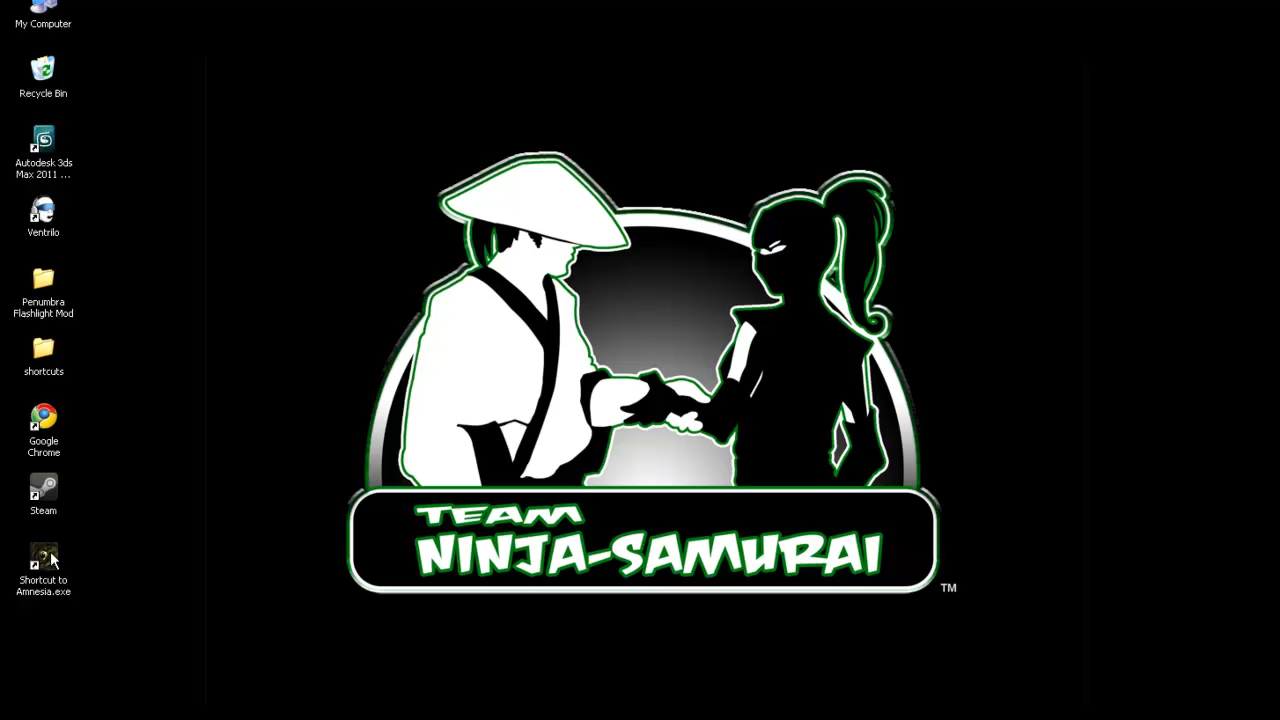 My Computer
Recycle Bin
Autodesk 3ds
Max 2011 ...
Ventrilo
Penumbra
Flashlight Mod
shortcuts
Google
Chrome
Steam
Shortcut to
Amnesia.exe
TEAM
NINJA-SAMURAI
TM